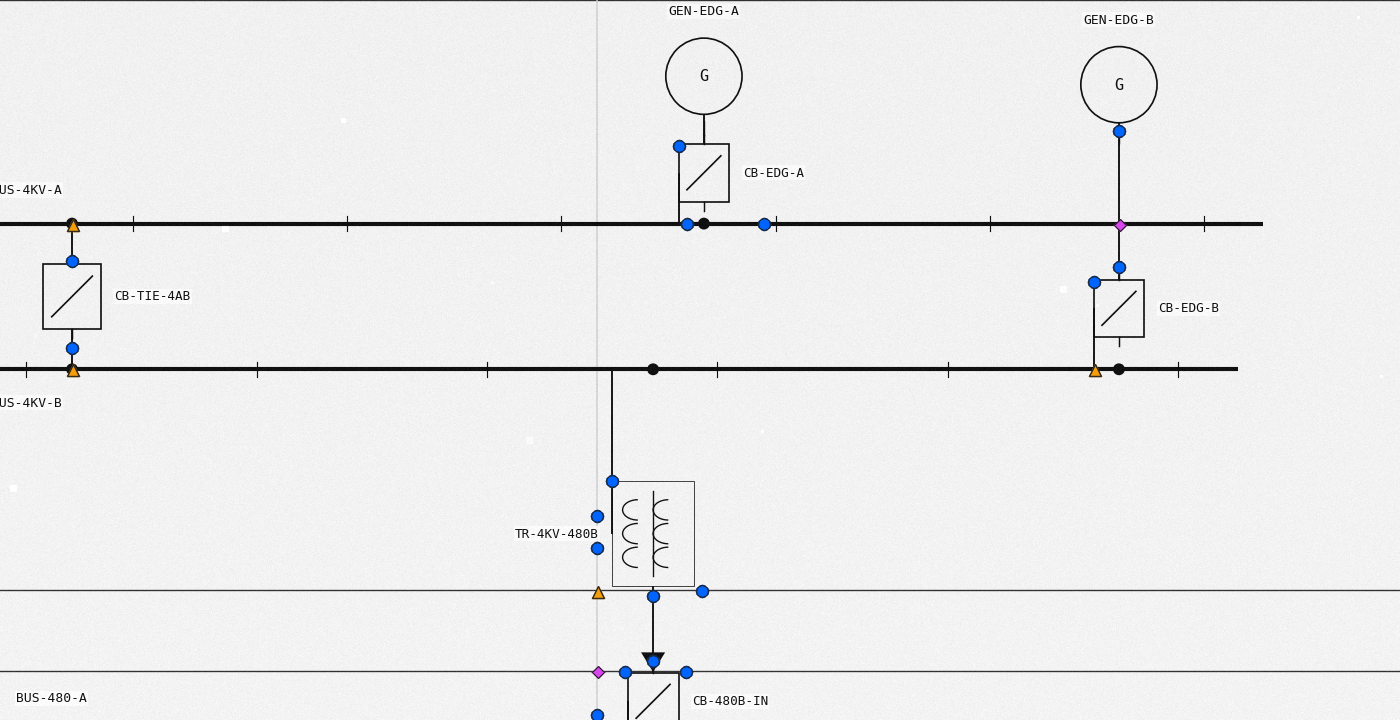 GEN-EDG-A
GEN-EDG-B
G
G
CB-EDG-A
US-4KV-A
CB-TIE-4AB
CB-EDG-B
US-4KV-B
TR-4KV-480B
BUS-480-A
CB-480B-IN